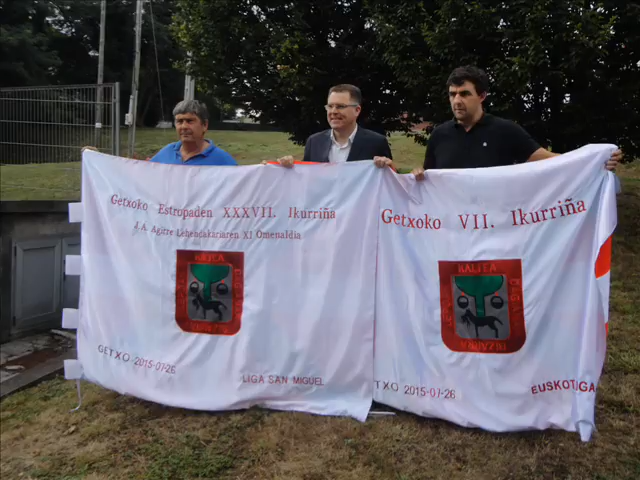 Getxoko Estropaden XXXVII. Ikurriña
J.A. Agirre Lehendakariaren XI Omenaldia
GETXO 2015-07-26
LIGA SAN MIGUEL
Getxoko VII. Ikurriña
TXO 2015-07-26
EUSKOTIGA